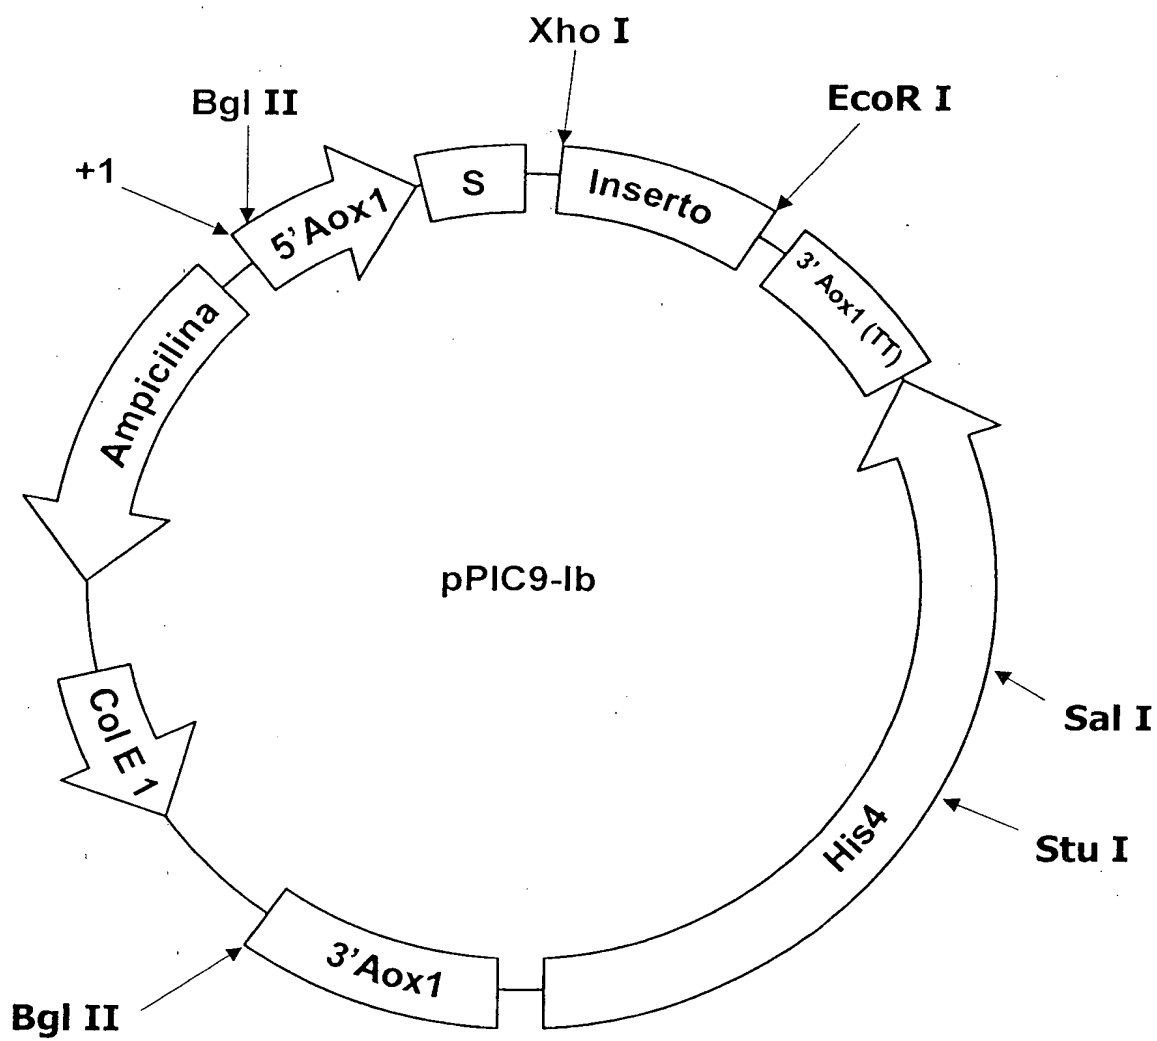 Xho I
Bgl II
EcoR I
+1
5'Aox1
S
Inserto
3' Aox1 (TT)
Ampicilina
pPIC9-Ib
Col E 1
Sal I
His4
Stu I
3'Aox1
Bgl II